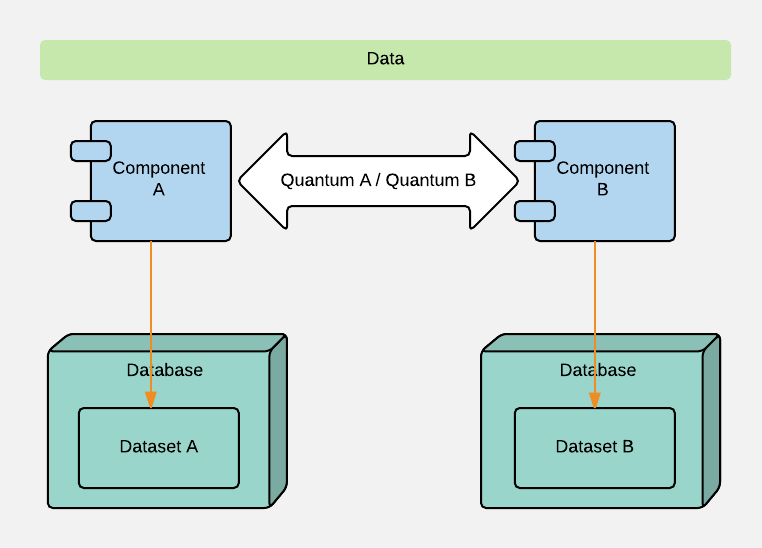 Data
Component
A
Quantum A / Quantum B
Component
B
Database
Database
Dataset A
Dataset B